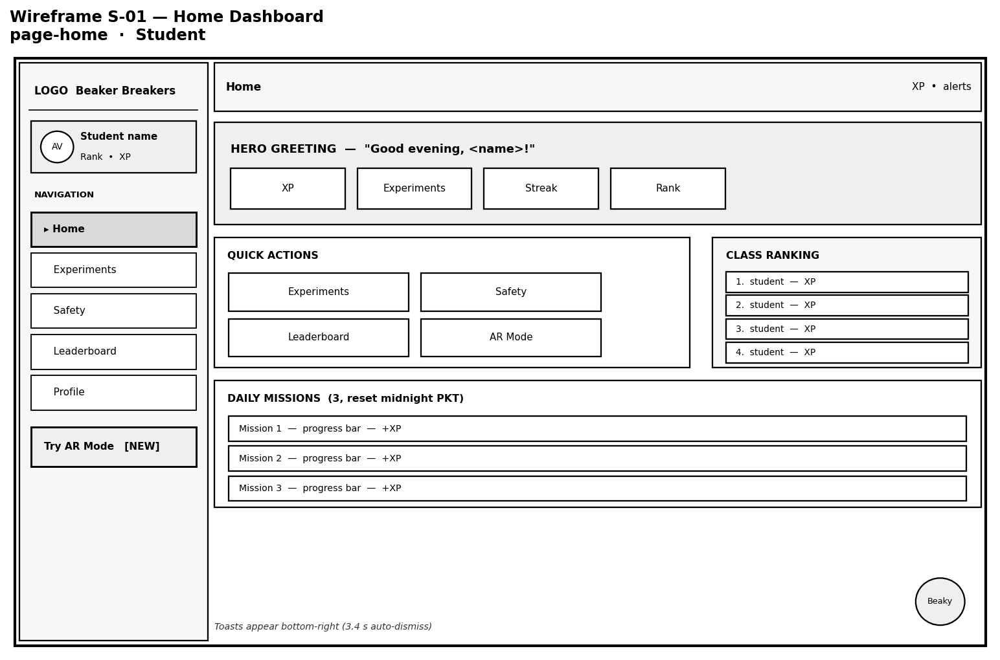 Wireframe S-01 — Home Dashboard
page-home · Student
LOGO Beaker Breakers
AV
Student name
Rank • XP
NAVIGATION
▸ Home
Experiments
Safety
Leaderboard
Profile
Try AR Mode [NEW]
Home
XP • alerts
HERO GREETING — "Good evening, <name>!"
XP
Experiments
Streak
Rank
QUICK ACTIONS
Experiments
Safety
Leaderboard
AR Mode
CLASS RANKING
1. student — XP
2. student — XP
3. student — XP
4. student — XP
DAILY MISSIONS (3, reset midnight PKT)
Mission 1 — progress bar — +XP
Mission 2 — progress bar — +XP
Mission 3 — progress bar — +XP
Beaky
Toasts appear bottom-right (3.4 s auto-dismiss)